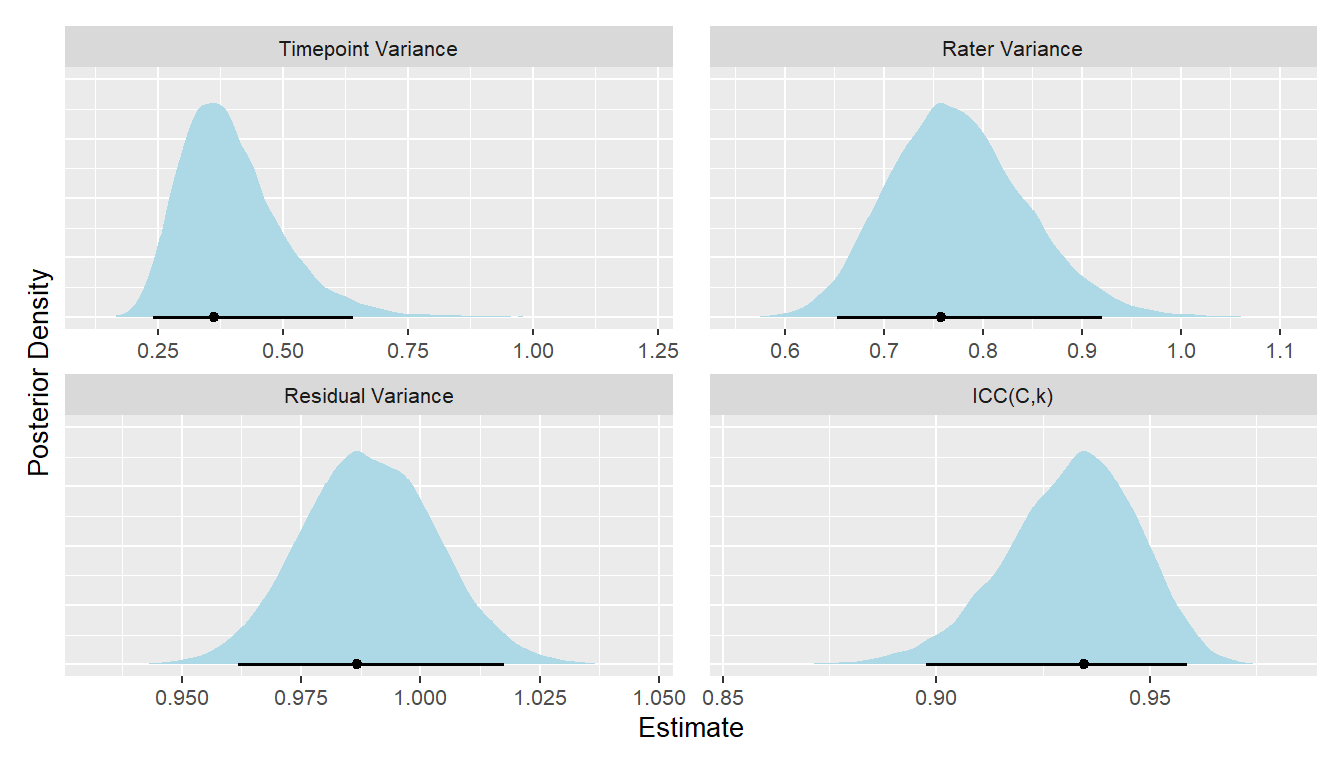 Timepoint Variance
Rater Variance
0.25 0.50 0.75 1.00 1.25
0.6 0.7 0.8 0.9 1.0 1.1
Posterior Density
Residual Variance
ICC(C,k)
0.950 0.975 1.000 1.025 1.050
0.85 0.90 0.95
Estimate